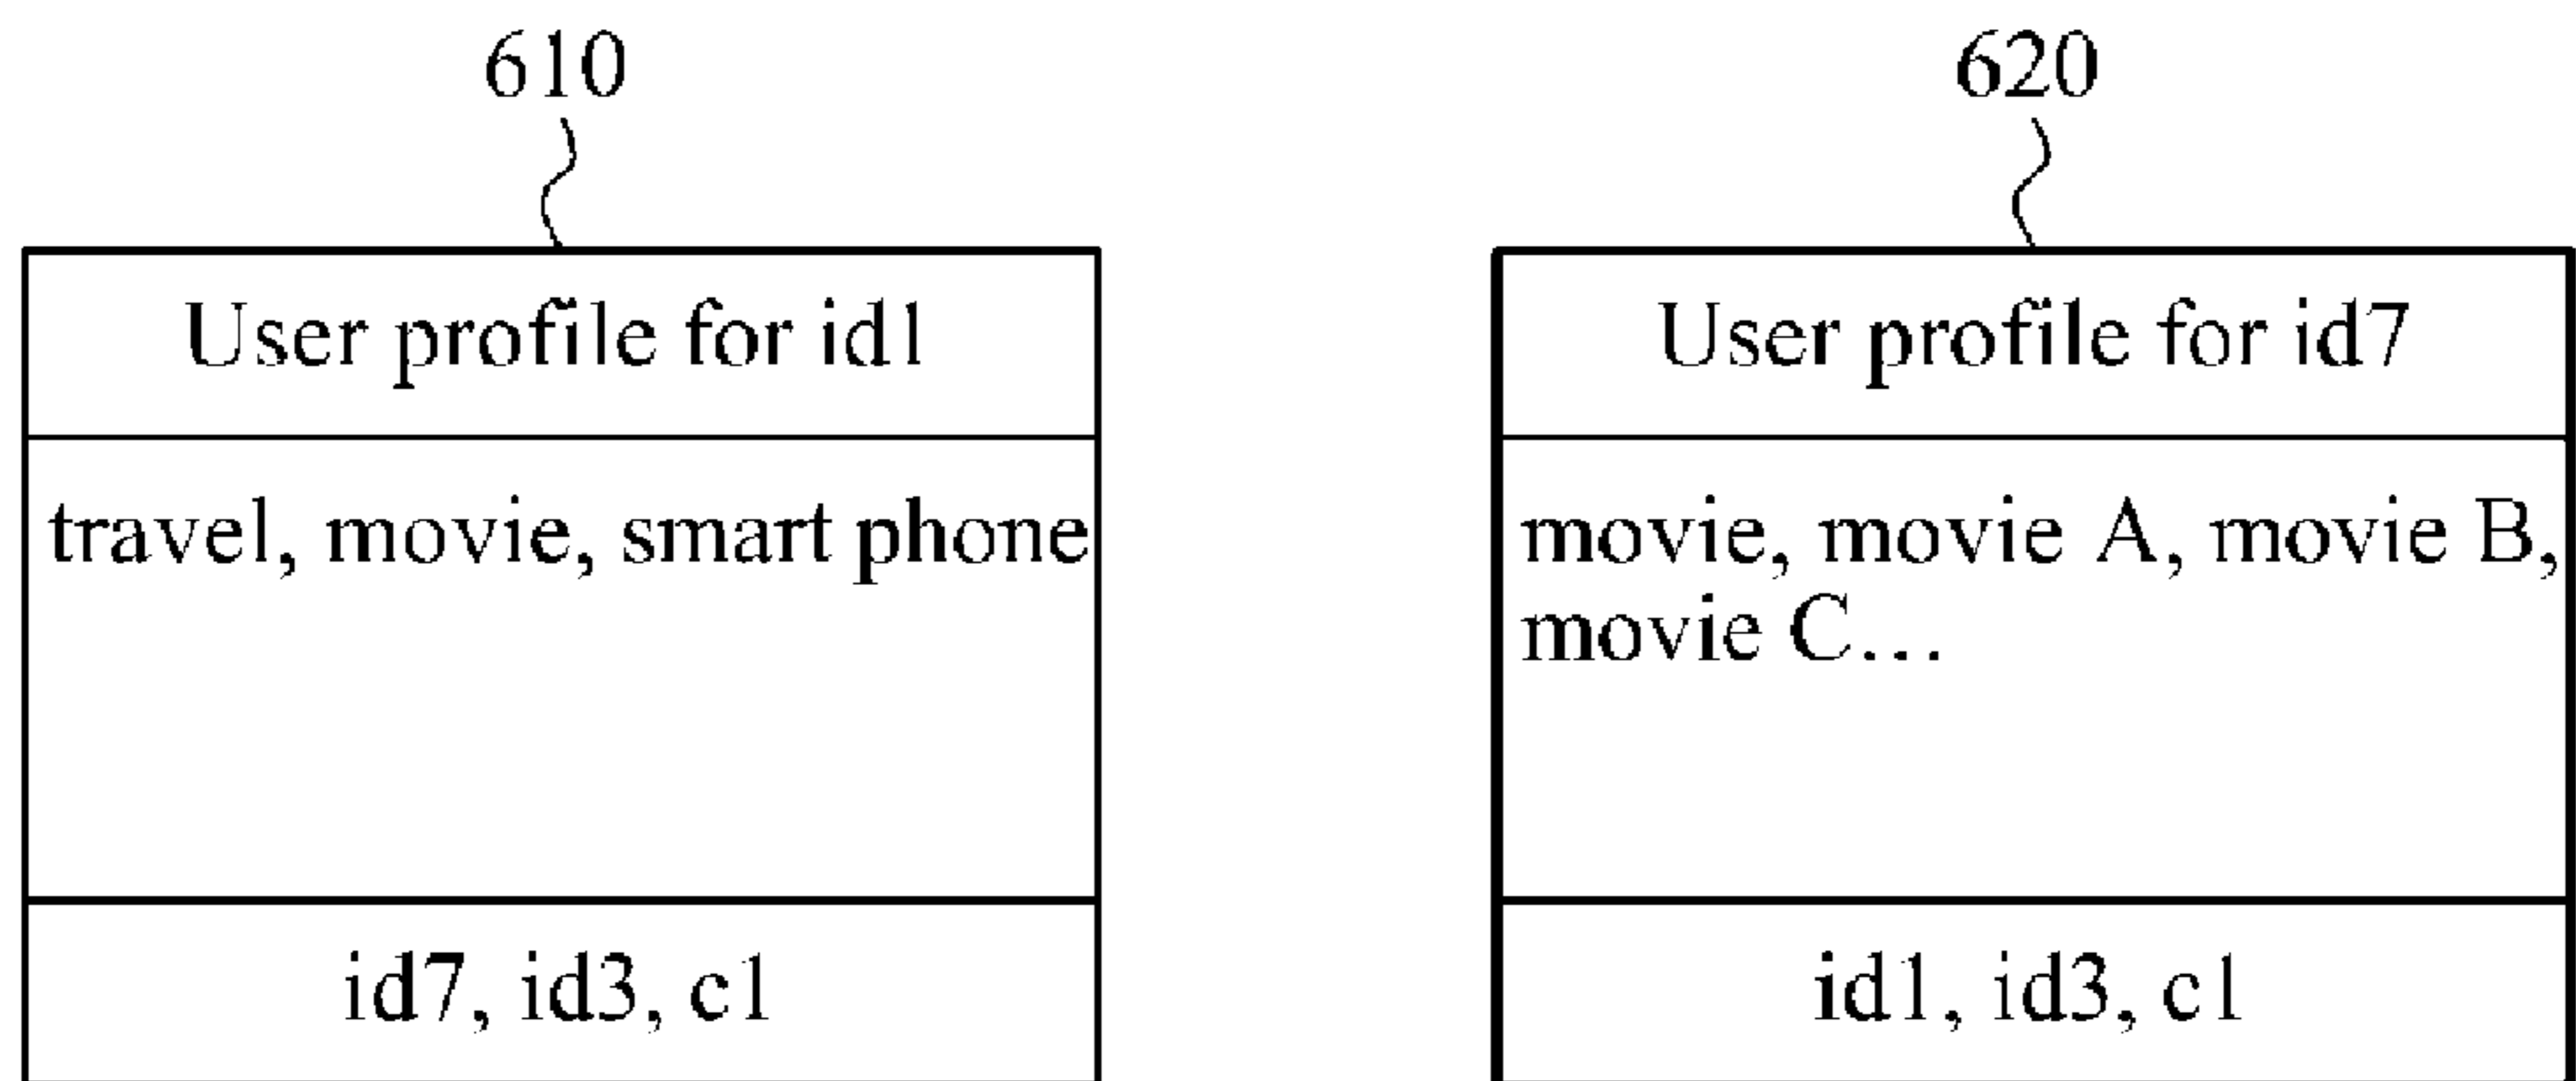 610
User profile for id1
travel, movie, smart phone
id7, id3, c1
620
User profile for id7
movie, movie A, movie B,
movie C...
id1, id3, c1